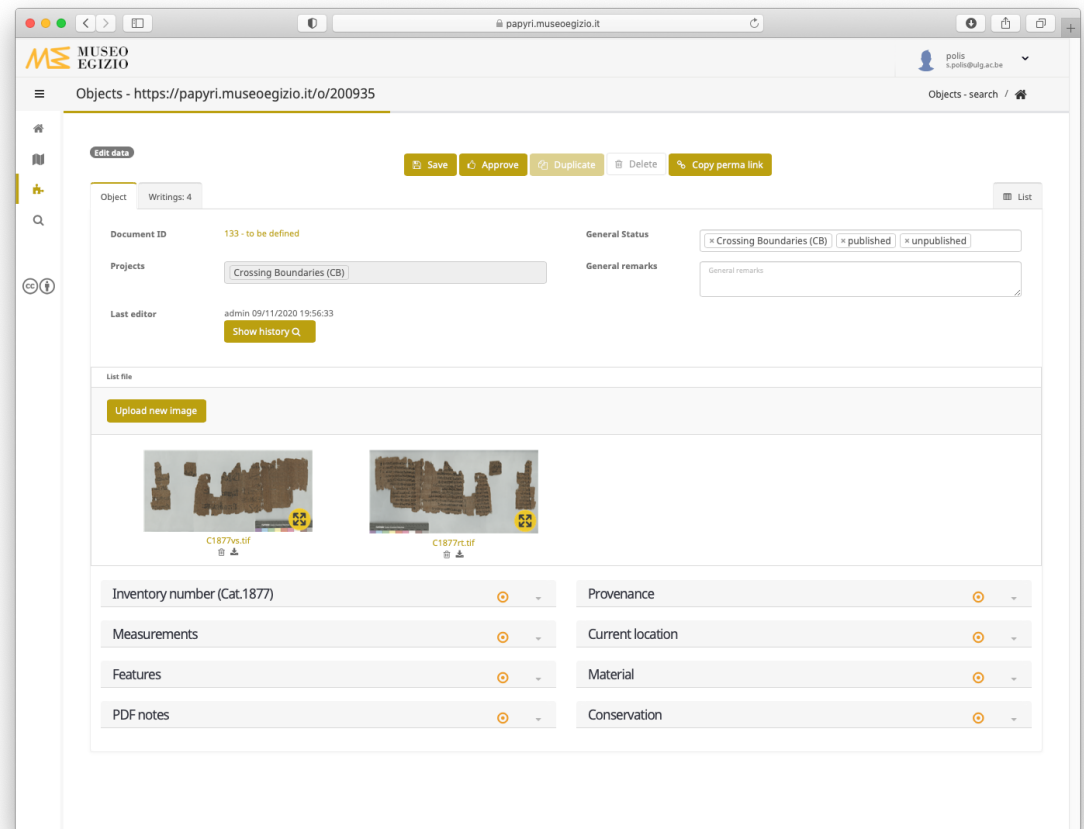 papyri.museoegizio.it
MUSEO
EGIZIO
polis
s.polis@ulg.ac.be
Objects - https://papyri.museoegizio.it/o/200935
Objects - search /
Edit data
Save
Approve
Duplicate
Delete
Copy perma link
Object
Writings: 4
List
Document ID
133 - to be defined
General Status
× Crossing Boundaries (CB) × published × unpublished
Projects
Crossing Boundaries (CB)
General remarks
General remarks
Last editor
admin 09/11/2020 19:56:33
Show history
List file
Upload new image
C1877vs.tif
C1877rt.tif
Inventory number (Cat.1877)
Provenance
Measurements
Current location
Features
Material
PDF notes
Conservation
cc